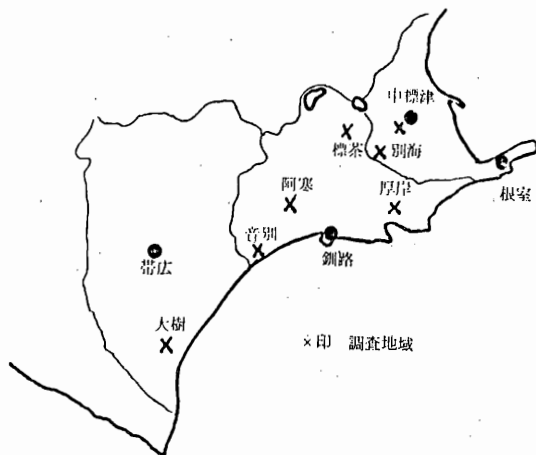 中標津
標茶
別海
根室
阿寒
厚岸
音別
釧路
帯広
大樹
×印 調査地域